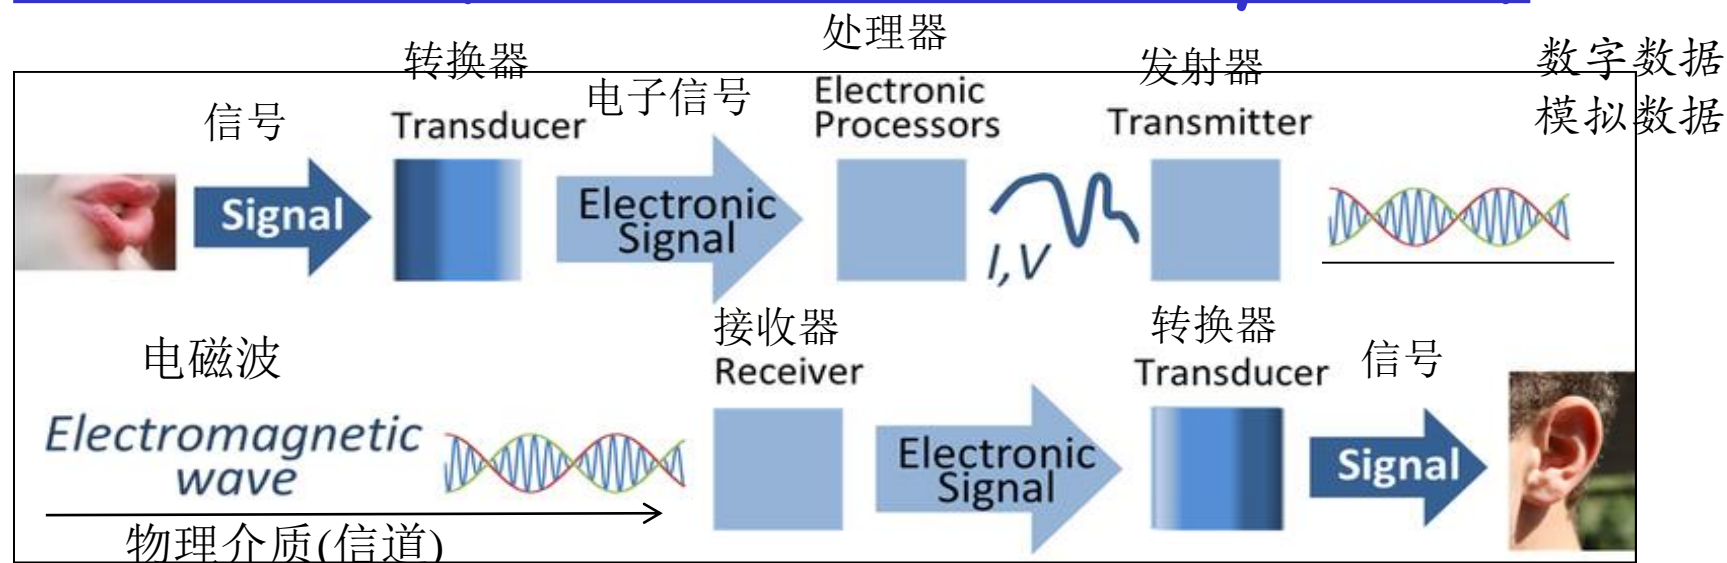 处理器
转换器
发射器
数字数据
信号
电子信号
Electronic
Processors
模拟数据
Transducer
Transmitter
Signal
Electronic
Signal
I,V
电磁波
接收器
转换器
信号
Receiver
Transducer
Electromagnetic
wave
Electronic
Signal
Signal
物理介质(信道)